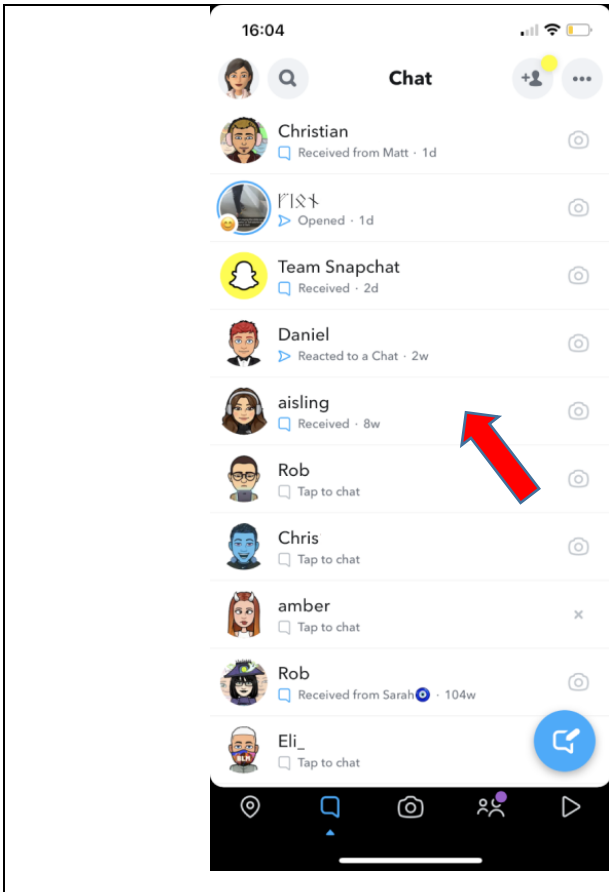 16:04
Chat
Christian
Received from Matt · 1d
ᚠᛁᛟᚾ
Opened · 1d
Team Snapchat
Received · 2d
Daniel
Reacted to a Chat · 2w
aisling
Received · 8w
Rob
Tap to chat
Chris
Tap to chat
amber
Tap to chat
Rob
Received from Sarah🧿 · 104w
Eli_
Tap to chat
BLM